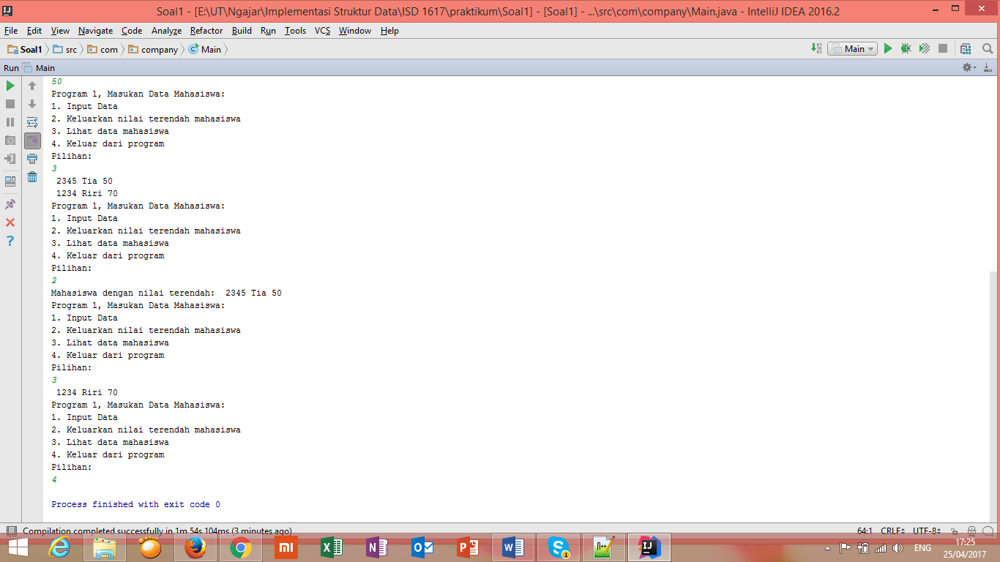 Soal1 - [E:\UT\Ngajar\Implementasi Struktur Data\ISD 1617\praktikum\Soal1] - [Soal1] - ...\src\com\company\Main.java - IntelliJ IDEA 2016.2
File Edit View Navigate Code Analyze Refactor Build Run Tools VCS Window Help
Soal1 src com company Main Main
Run Main
50
Program 1, Masukan Data Mahasiswa:
1. Input Data
2. Keluarkan nilai terendah mahasiswa
3. Lihat data mahasiswa
4. Keluar dari program
Pilihan:
3
2345 Tia 50
1234 Riri 70
Program 1, Masukan Data Mahasiswa:
1. Input Data
2. Keluarkan nilai terendah mahasiswa
3. Lihat data mahasiswa
4. Keluar dari program
Pilihan:
2
Mahasiswa dengan nilai terendah:  2345 Tia 50
Program 1, Masukan Data Mahasiswa:
1. Input Data
2. Keluarkan nilai terendah mahasiswa
3. Lihat data mahasiswa
4. Keluar dari program
Pilihan:
3
1234 Riri 70
Program 1, Masukan Data Mahasiswa:
1. Input Data
2. Keluarkan nilai terendah mahasiswa
3. Lihat data mahasiswa
4. Keluar dari program
Pilihan:
4
Process finished with exit code 0
Compilation completed successfully in 1m 54s 104ms (3 minutes ago) 64:1 CRLF UTF-8
ENG 17:25
25/04/2017